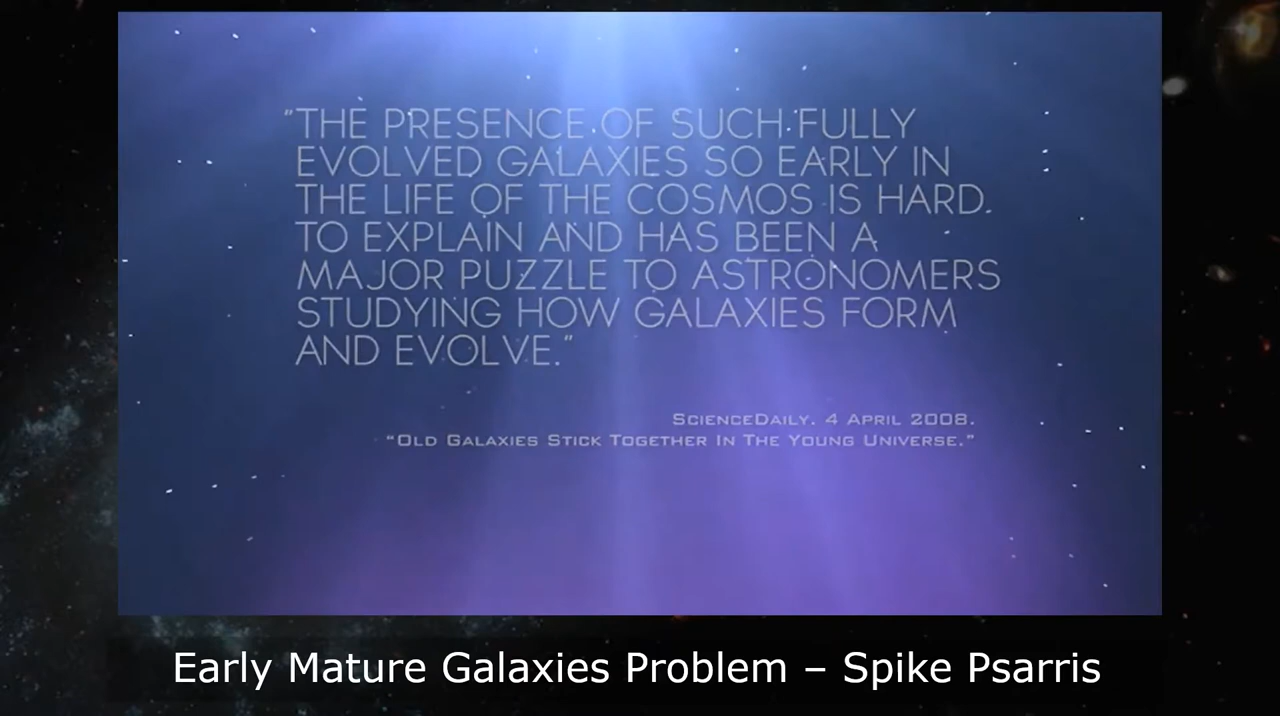 "THE PRESENCE OF SUCH FULLY
EVOLVED GALAXIES SO EARLY IN
THE LIFE OF THE COSMOS IS HARD
TO EXPLAIN AND HAS BEEN A
MAJOR PUZZLE TO ASTRONOMERS
STUDYING HOW GALAXIES FORM
AND EVOLVE."
SCIENCEDAILY. 4 APRIL 2008.
"OLD GALAXIES STICK TOGETHER IN THE YOUNG UNIVERSE."
Early Mature Galaxies Problem – Spike Psarris